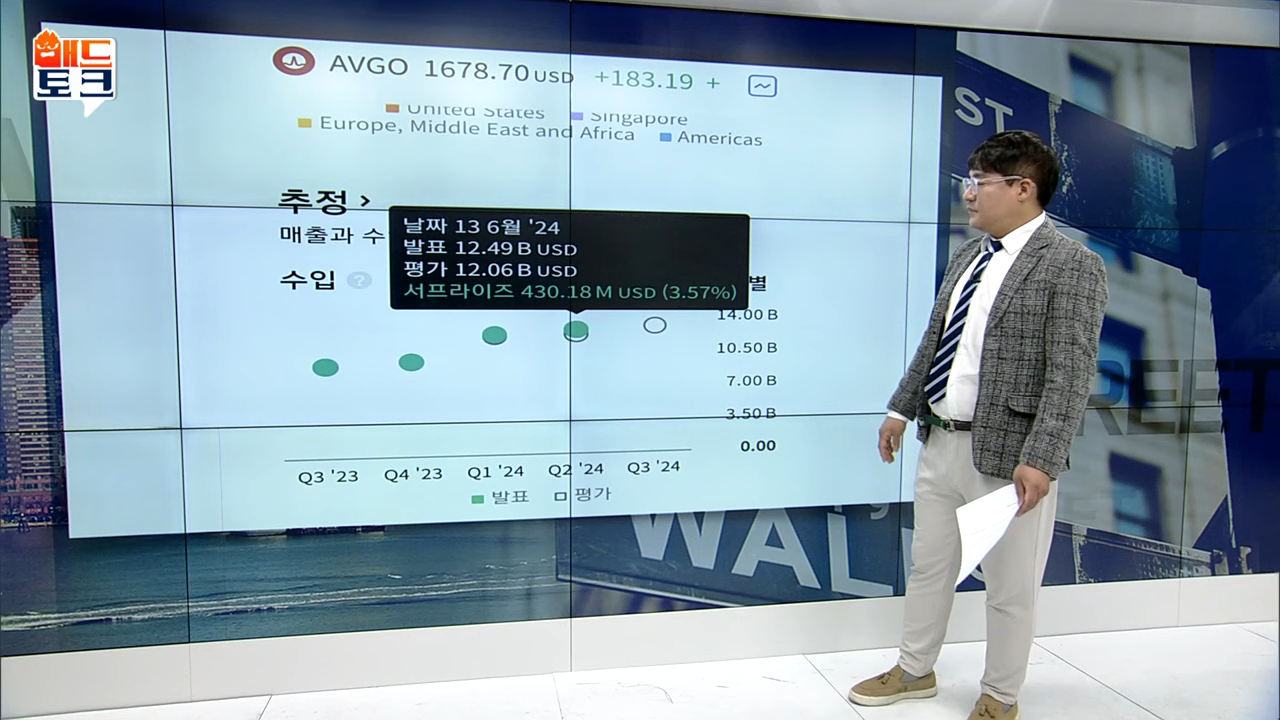 매드
토크
AVGO 1678.70 USD +183.19 +
United States Singapore
Europe, Middle East and Africa Americas
추정 >
매출과 수
날짜 13 6월 '24
발표 12.49 B USD
평가 12.06 B USD
서프라이즈 430.18 M USD (3.57%)
수입 ?
별
14.00 B
10.50 B
7.00 B
3.50 B
0.00
Q3 '23 Q4 '23 Q1 '24 Q2 '24 Q3 '24
발표 평가
ST
REET
WALL